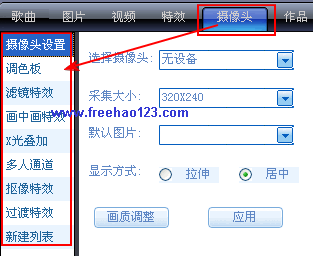 歌曲 图片 视频 特效 摄像头 作品
摄像头设置
调色板
滤镜特效
画中画特效
X光叠加
多人通道
抠像特效
过渡特效
新建列表
选择摄像头: 无设备
采集大小: 320X240
www.freehao123.com
默认图片:
显示方式: 拉伸 居中
画质调整 应用